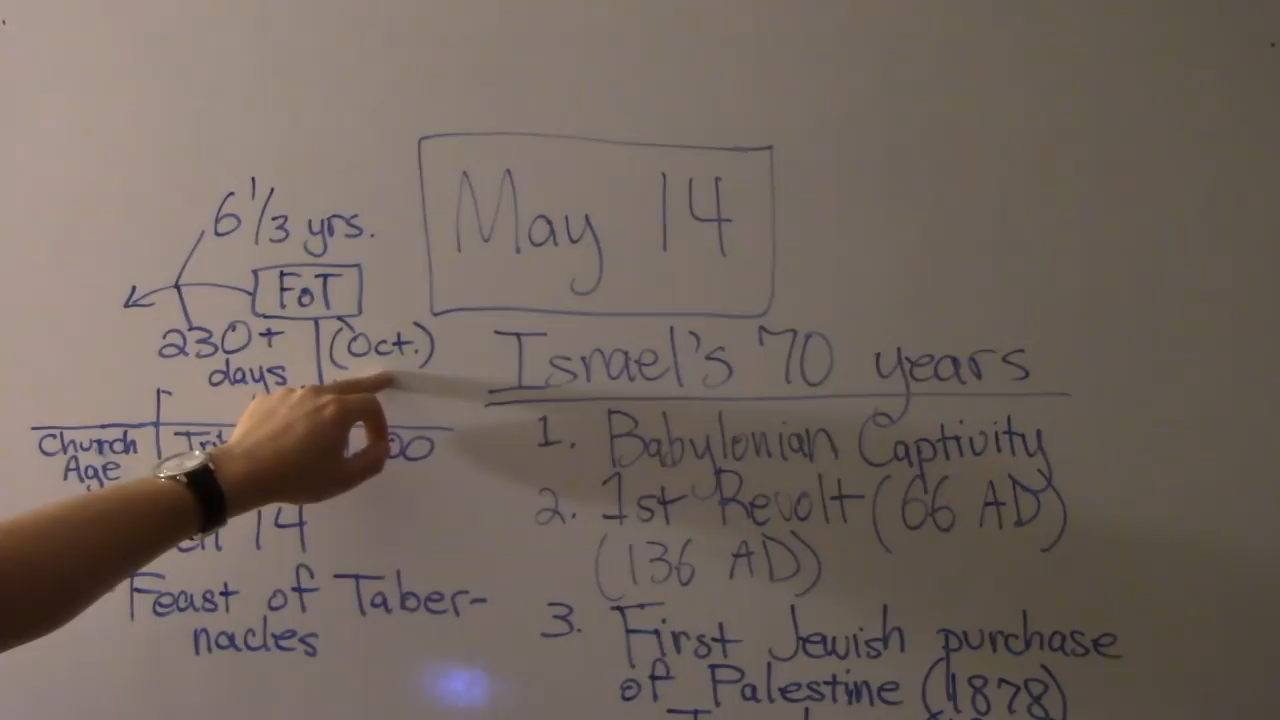 May 14
6 1/3 yrs.
FOT
230+
days
(Oct.)
Church
Age
14
Feast of Taber-
nacles
Israel's 70 years
1. Babylonian Captivity
2. 1st Revolt (66 AD)
(136 AD)
3. First Jewish purchase
of Palestine (1878)